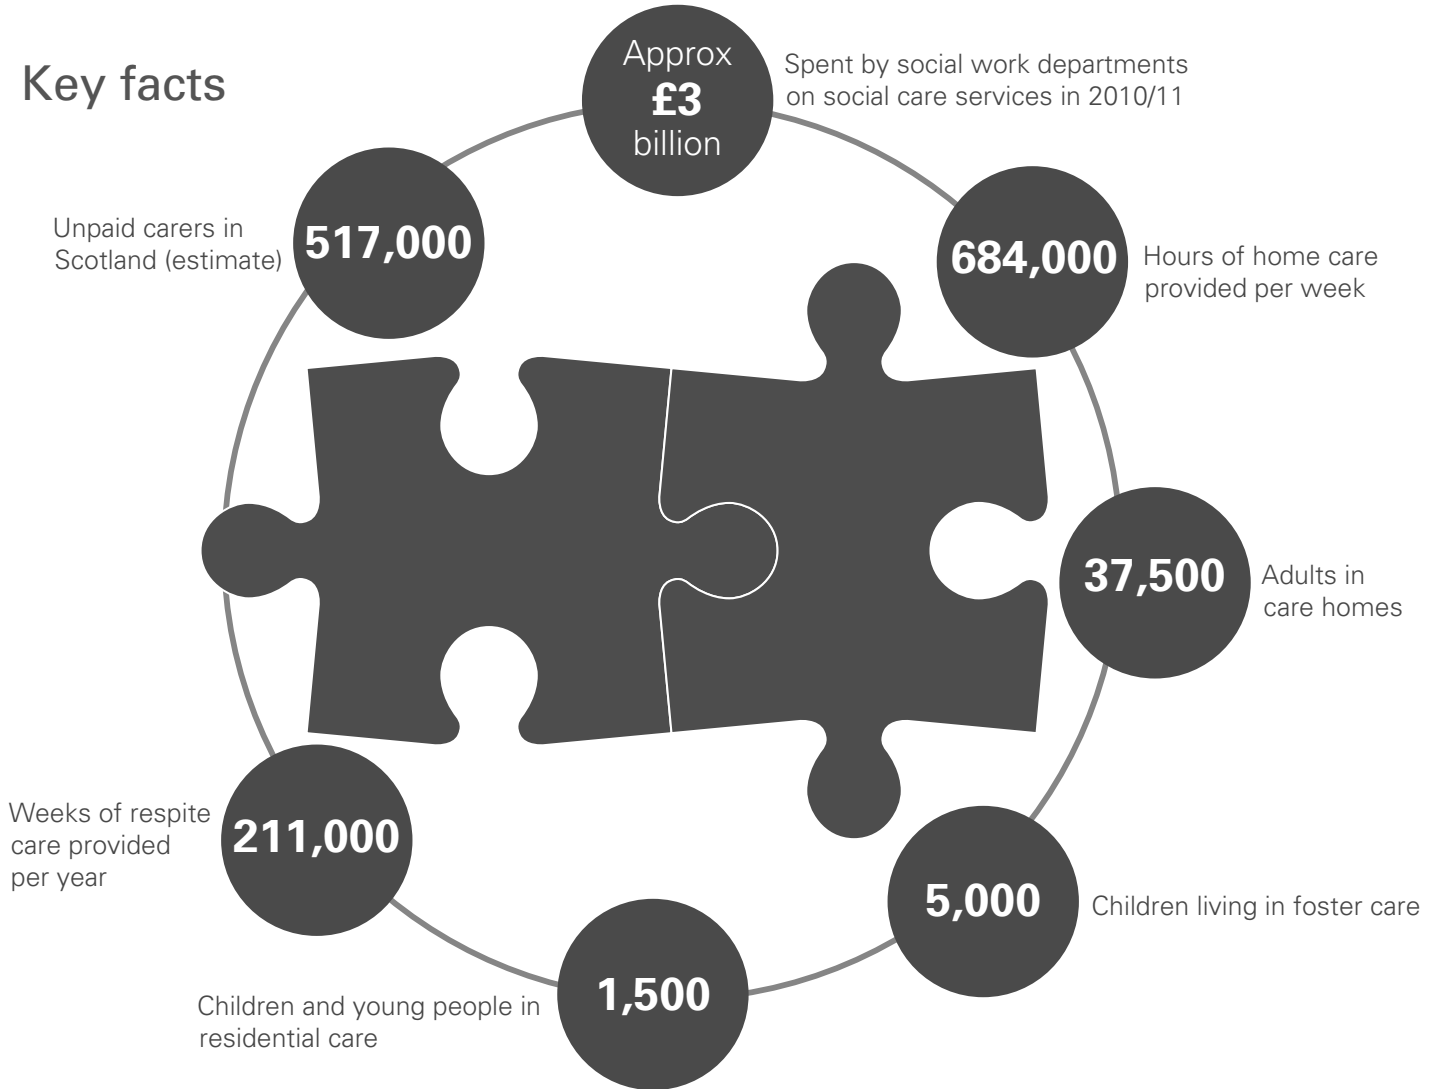 Key facts
Approx
£3
billion
Spent by social work departments
on social care services in 2010/11
684,000
Hours of home care
provided per week
37,500
Adults in
care homes
5,000
Children living in foster care
1,500
Children and young people in
residential care
211,000
Weeks of respite
care provided
per year
517,000
Unpaid carers in
Scotland (estimate)